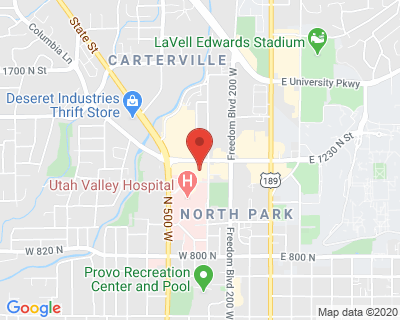 Columbia Ln
State St
CARTERVILLE
LaVell Edwards Stadium
1700 N St
Freedom Blvd 200 W
E University Pkwy
Deseret Industries
Thrift Store
E 1230 N St
Utah Valley Hospital
H
189
N 500 W
NORTH PARK
W 820 N
W 800 N
E 800 N
Freedom Blvd 200 W
Provo Recreation
Center and Pool
Google
Map data ©2020